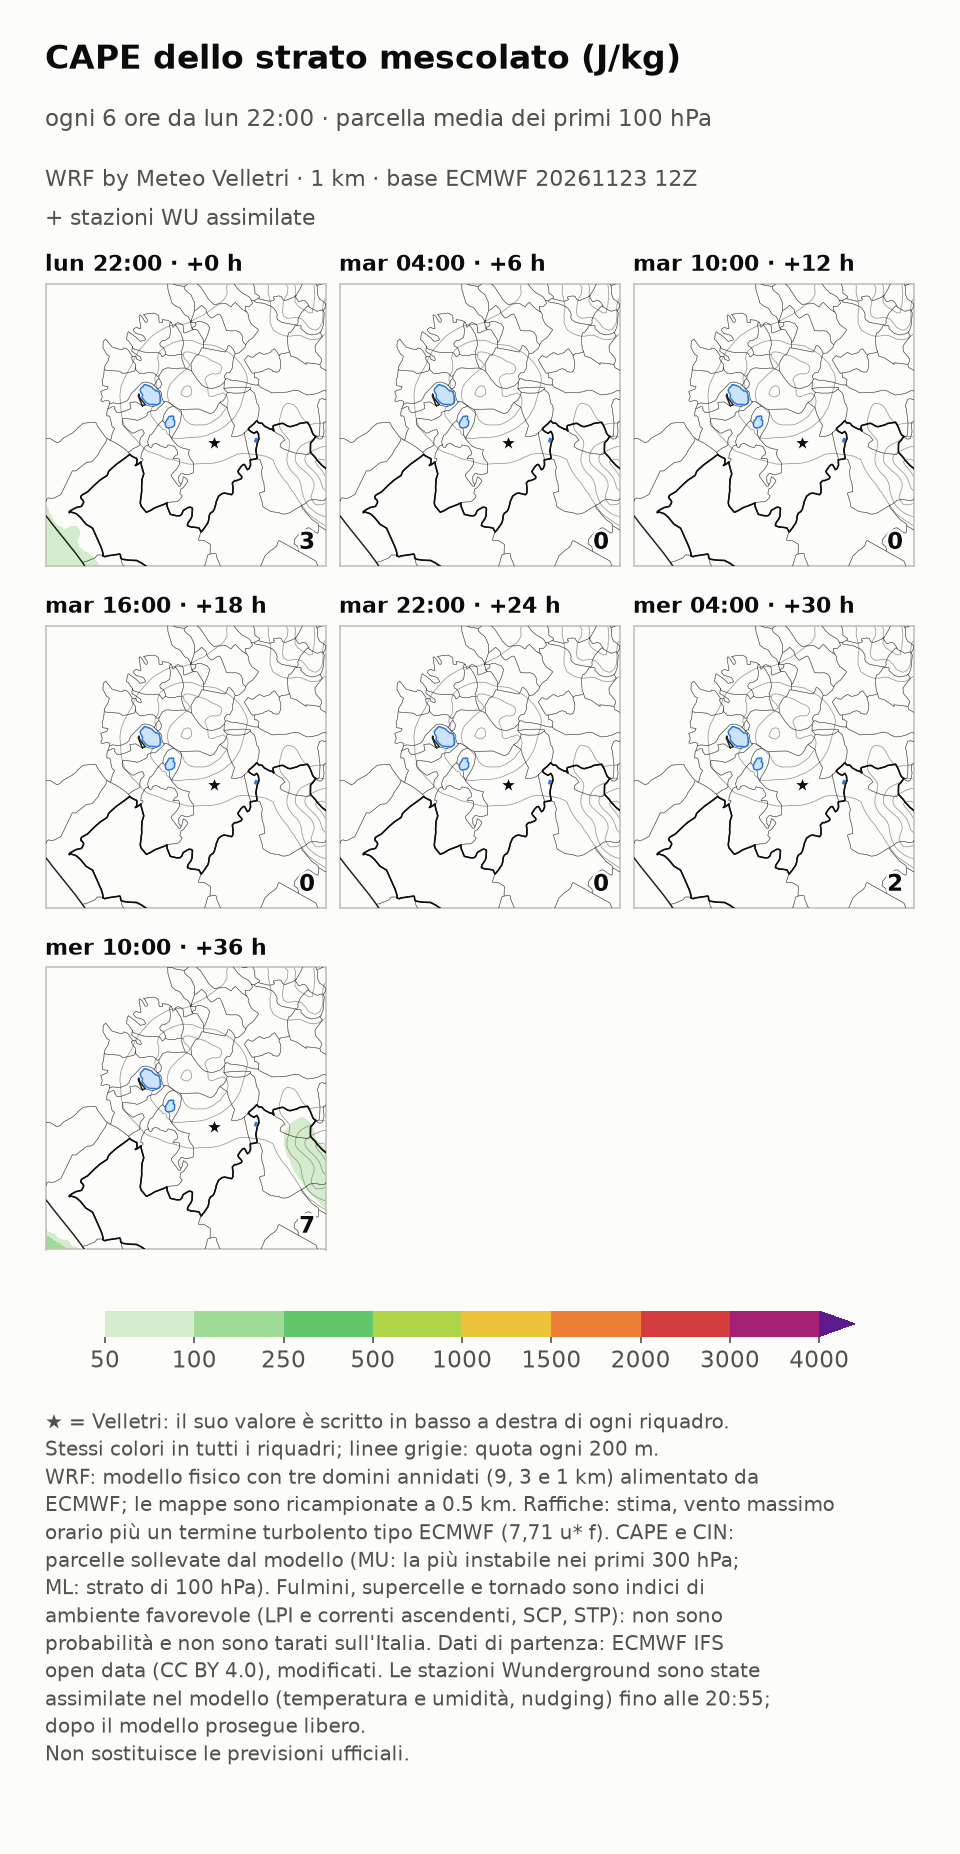 CAPE dello strato mescolato (J/kg)
ogni 6 ore da lun 22:00 · parcella media dei primi 100 hPa
WRF by Meteo Velletri · 1 km · base ECMWF 20261123 12Z
+ stazioni WU assimilate
lun 22:00 · +0 h
mar 04:00 · +6 h
mar 10:00 · +12 h
3
0
0
mar 16:00 · +18 h
mar 22:00 · +24 h
mer 04:00 · +30 h
0
0
2
mer 10:00 · +36 h
7
50 100 250 500 1000 1500 2000 3000 4000
★ = Velletri: il suo valore è scritto in basso a destra di ogni riquadro.
Stessi colori in tutti i riquadri; linee grigie: quota ogni 200 m.
WRF: modello fisico con tre domini annidati (9, 3 e 1 km) alimentato da
ECMWF; le mappe sono ricampionate a 0.5 km. Raffiche: stima, vento massimo
orario più un termine turbolento tipo ECMWF (7,71 u* f). CAPE e CIN:
parcelle sollevate dal modello (MU: la più instabile nei primi 300 hPa;
ML: strato di 100 hPa). Fulmini, supercelle e tornado sono indici di
ambiente favorevole (LPI e correnti ascendenti, SCP, STP): non sono
probabilità e non sono tarati sull'Italia. Dati di partenza: ECMWF IFS
open data (CC BY 4.0), modificati. Le stazioni Wunderground sono state
assimilate nel modello (temperatura e umidità, nudging) fino alle 20:55;
dopo il modello prosegue libero.
Non sostituisce le previsioni ufficiali.